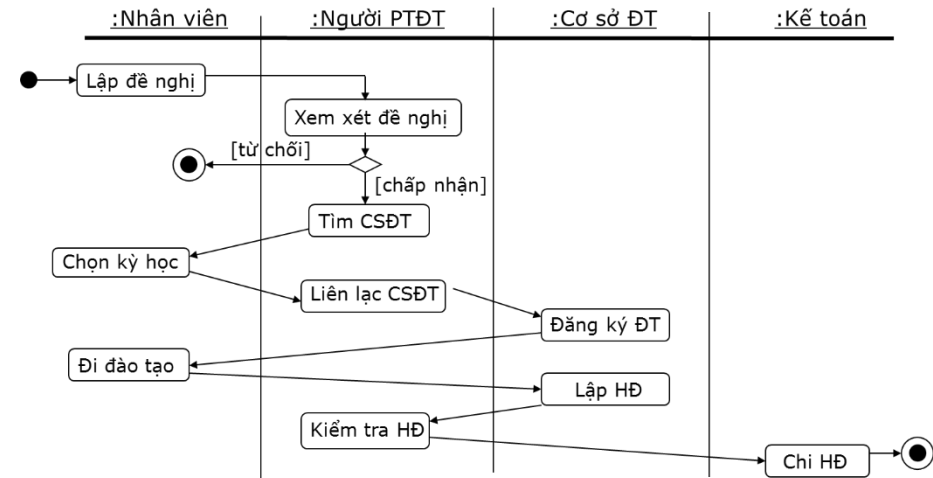 :Nhân viên
:Người PTĐT
:Cơ sở ĐT
:Kế toán
Lập đề nghị
Xem xét đề nghị
[từ chối]
[chấp nhận]
Tìm CSĐT
Chọn kỳ học
Liên lạc CSĐT
Đăng ký ĐT
Đi đào tạo
Lập HĐ
Kiểm tra HĐ
Chi HĐ